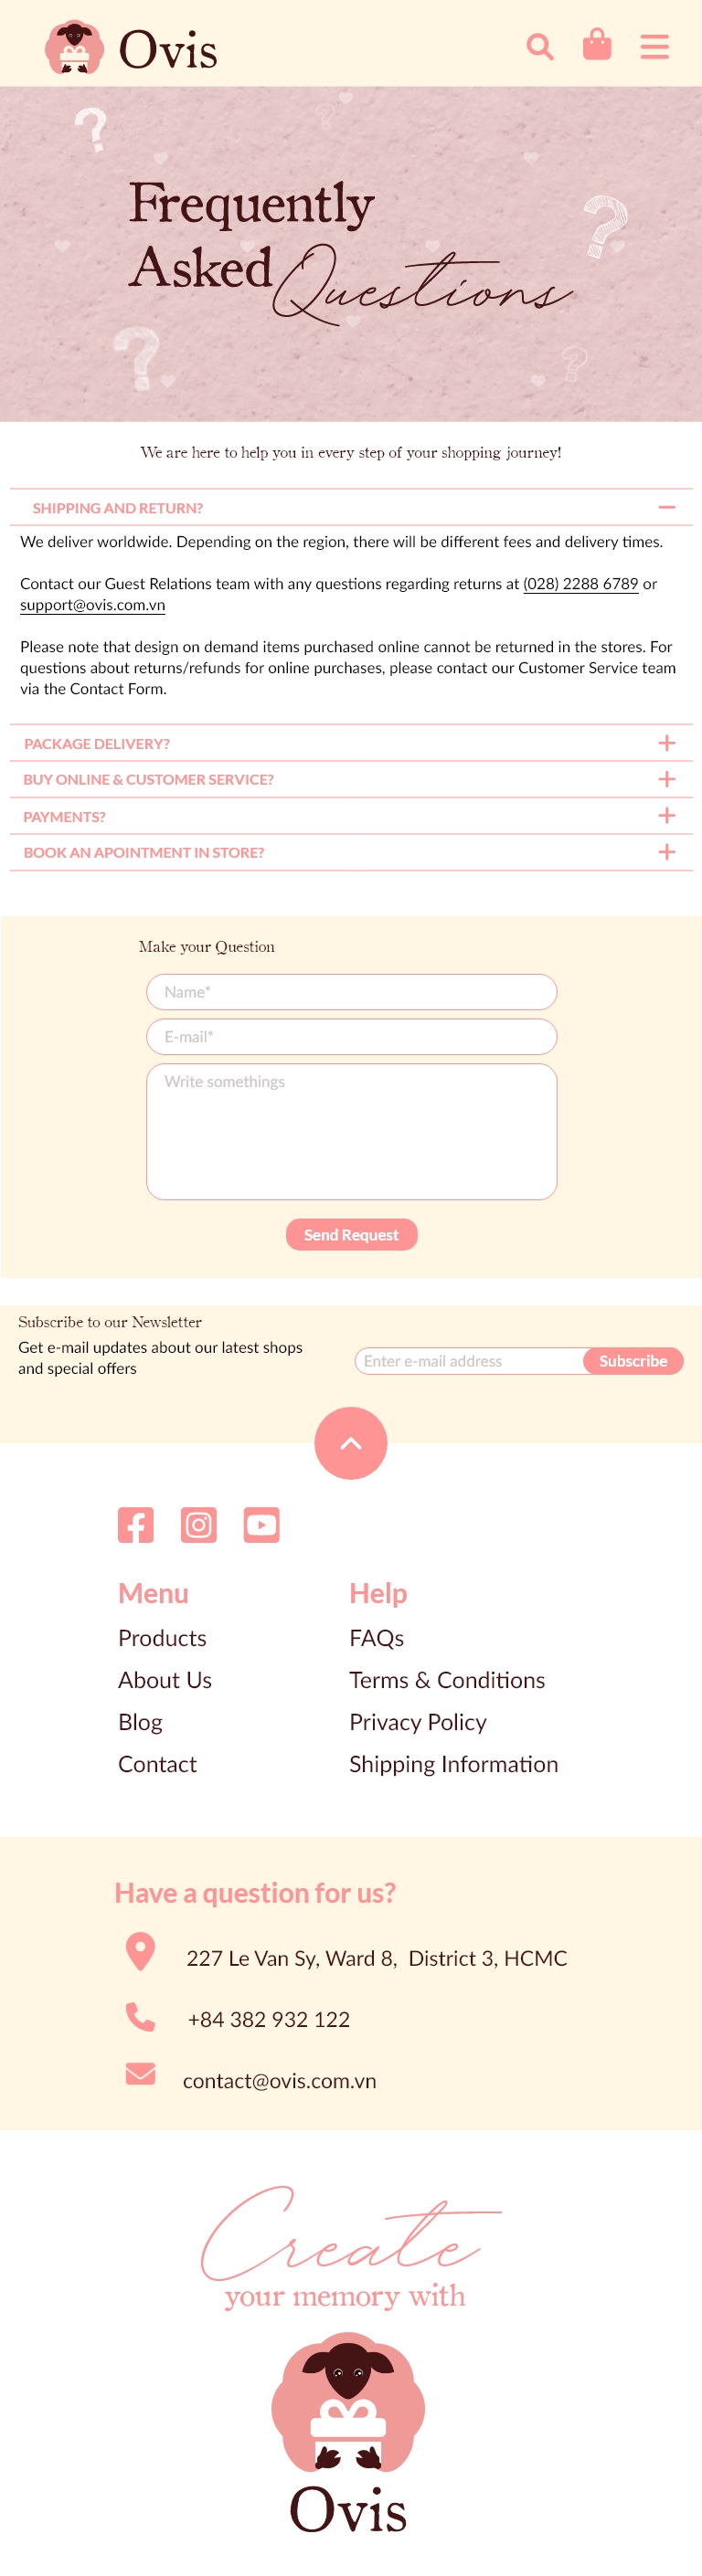 Ovis
Frequently
Asked Questions
We are here to help you in every step of your shopping journey!
SHIPPING AND RETURN?
We deliver worldwide. Depending on the region, there will be different fees and delivery times.
Contact our Guest Relations team with any questions regarding returns at (028) 2288 6789 or
support@ovis.com.vn
Please note that design on demand items purchased online cannot be returned in the stores. For
questions about returns/refunds for online purchases, please contact our Customer Service team
via the Contact Form.
PACKAGE DELIVERY?
BUY ONLINE & CUSTOMER SERVICE?
PAYMENTS?
BOOK AN APOINTMENT IN STORE?
Make your Question
Name*
E-mail*
Write somethings
Send Request
Subscribe to our Newsletter
Get e-mail updates about our latest shops
and special offers
Enter e-mail address
Subscribe
Menu
Products
About Us
Blog
Contact
Help
FAQs
Terms & Conditions
Privacy Policy
Shipping Information
Have a question for us?
227 Le Van Sy, Ward 8,  District 3, HCMC
+84 382 932 122
contact@ovis.com.vn
Create
your memory with
Ovis